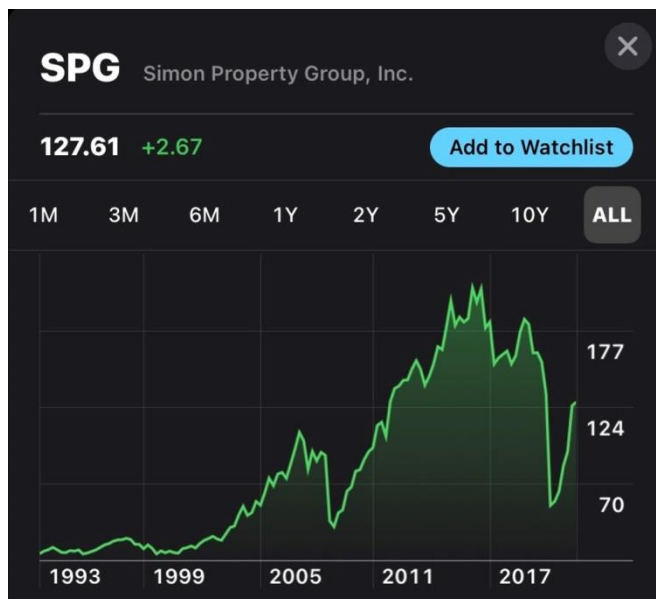 SPG Simon Property Group, Inc.
127.61 +2.67 Add to Watchlist
1M 3M 6M 1Y 2Y 5Y 10Y ALL
177
124
70
1993 1999 2005 2011 2017